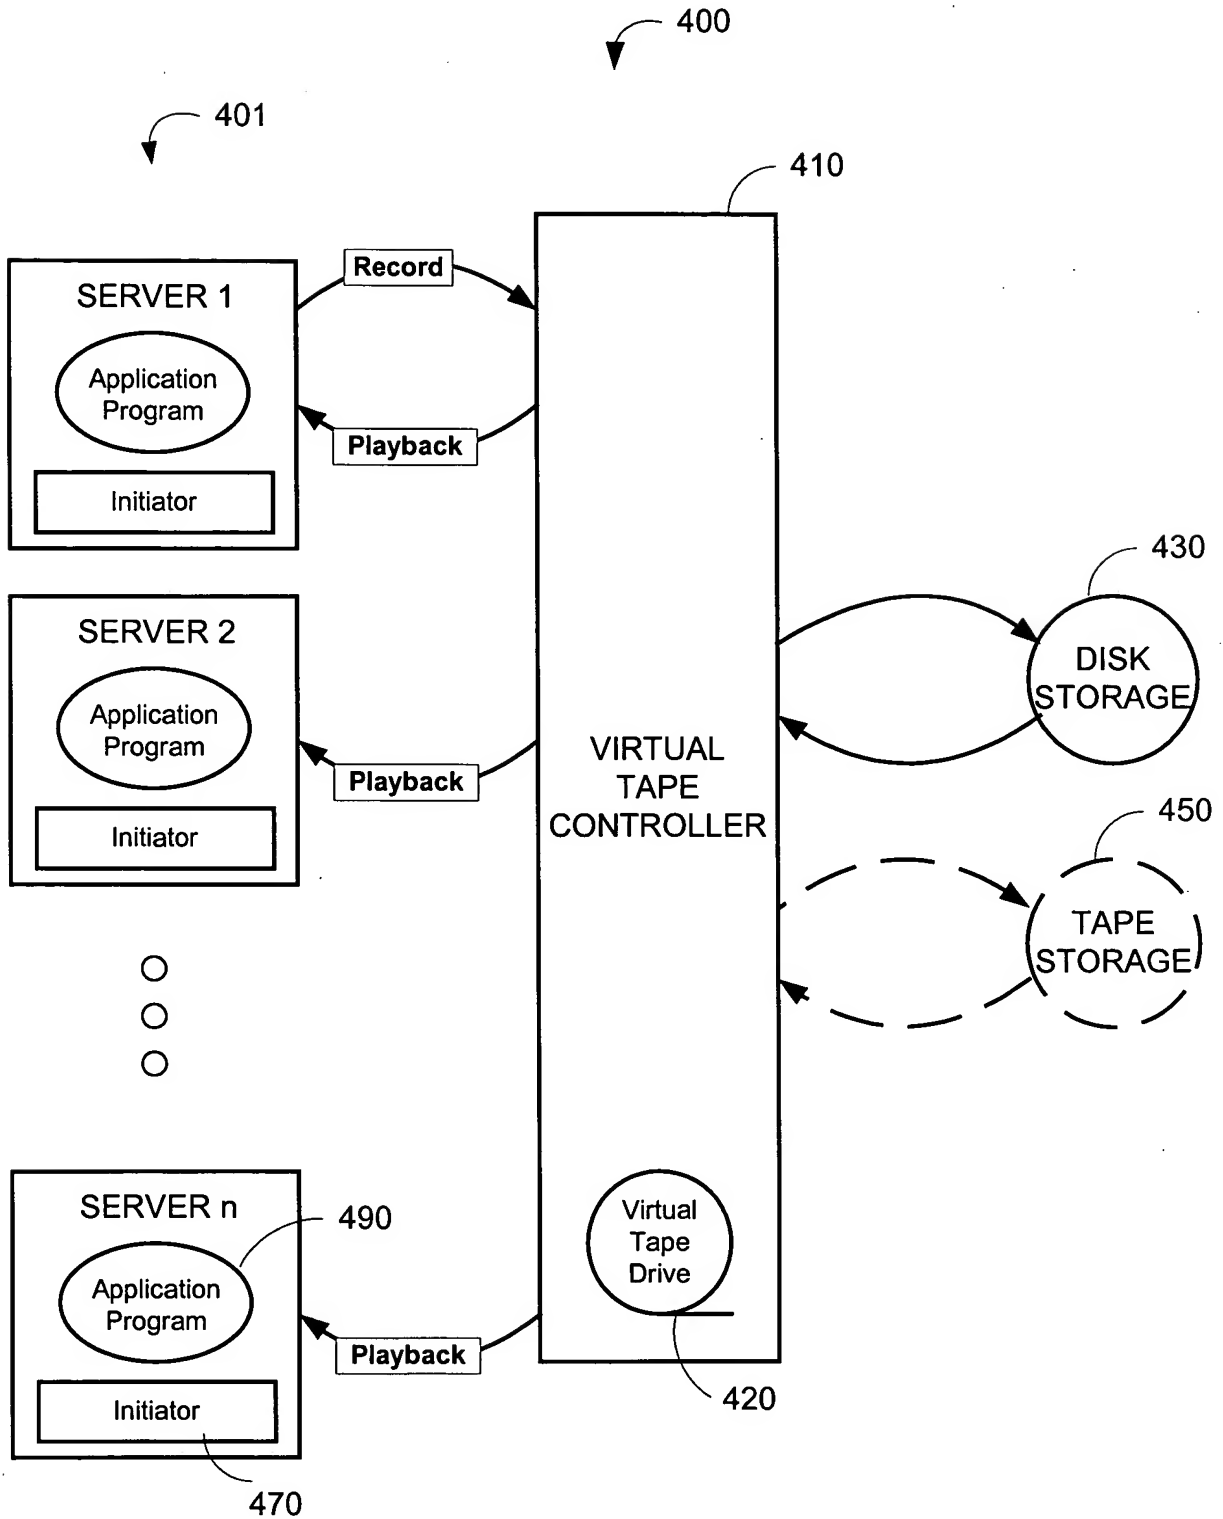 400
401
410
SERVER 1
Application
Program
Initiator
Record
Playback
SERVER 2
Application
Program
Initiator
Playback
VIRTUAL
TAPE
CONTROLLER
430
DISK
STORAGE
450
TAPE
STORAGE
SERVER n
490
Application
Program
Initiator
470
Playback
Virtual
Tape
Drive
420